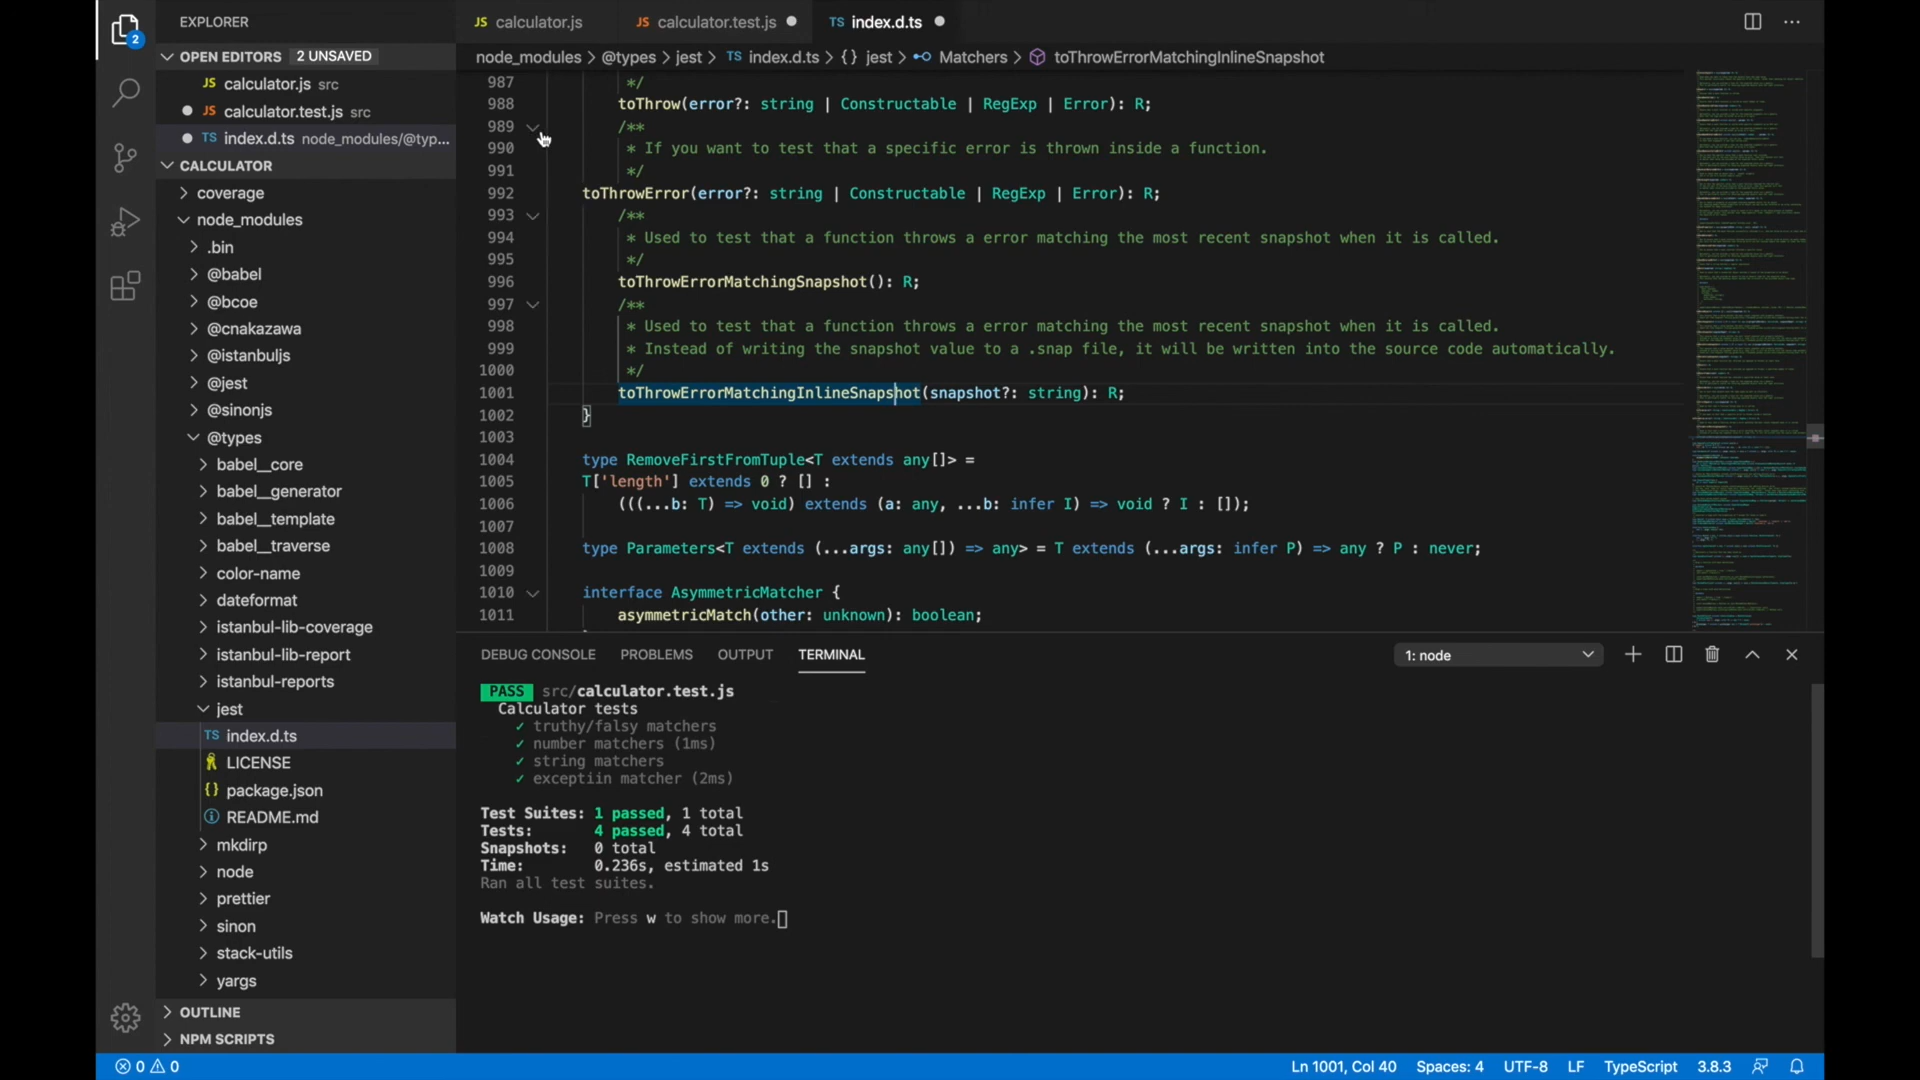 2
EXPLORER
OPEN EDITORS 2 UNSAVED
JS calculator.js src
calculator.test.js src
TS index.d.ts node_modules/@typ...
CALCULATOR
coverage
node_modules
.bin
@babel
@bcoe
@cnakazawa
@istanbuljs
@jest
@sinonjs
@types
babel__core
babel__generator
babel__template
babel__traverse
color-name
dateformat
istanbul-lib-coverage
istanbul-lib-report
istanbul-reports
jest
TS index.d.ts
LICENSE
{} package.json
README.md
mkdirp
node
prettier
sinon
stack-utils
yargs
OUTLINE
NPM SCRIPTS
JS calculator.js JS calculator.test.js TS index.d.ts
node_modules > @types > jest > TS index.d.ts > {} jest > Matchers > toThrowErrorMatchingInlineSnapshot
987 */
988 toThrow(error?: string | Constructable | RegExp | Error): R;
989 /**
990 * If you want to test that a specific error is thrown inside a function.
991 */
992 toThrowError(error?: string | Constructable | RegExp | Error): R;
993 /**
994 * Used to test that a function throws a error matching the most recent snapshot when it is called.
995 */
996 toThrowErrorMatchingSnapshot(): R;
997 /**
998 * Used to test that a function throws a error matching the most recent snapshot when it is called.
999 * Instead of writing the snapshot value to a .snap file, it will be written into the source code automatically.
1000 */
1001 toThrowErrorMatchingInlineSnapshot(snapshot?: string): R;
1002 }
1003
1004 type RemoveFirstFromTuple<T extends any[]> =
1005 T['length'] extends 0 ? [] :
1006 (((...b: T) => void) extends (a: any, ...b: infer I) => void ? I : []);
1007
1008 type Parameters<T extends (...args: any[]) => any> = T extends (...args: infer P) => any ? P : never;
1009
1010 interface AsymmetricMatcher {
1011 asymmetricMatch(other: unknown): boolean;
DEBUG CONSOLE PROBLEMS OUTPUT TERMINAL 1: node
PASS src/calculator.test.js
Calculator tests
✓ truthy/falsy matchers
✓ number matchers (1ms)
✓ string matchers
✓ exceptiin matcher (2ms)
Test Suites: 1 passed, 1 total
Tests: 4 passed, 4 total
Snapshots: 0 total
Time: 0.236s, estimated 1s
Ran all test suites.
Watch Usage: Press w to show more.
0 0 Ln 1001, Col 40 Spaces: 4 UTF-8 LF TypeScript 3.8.3